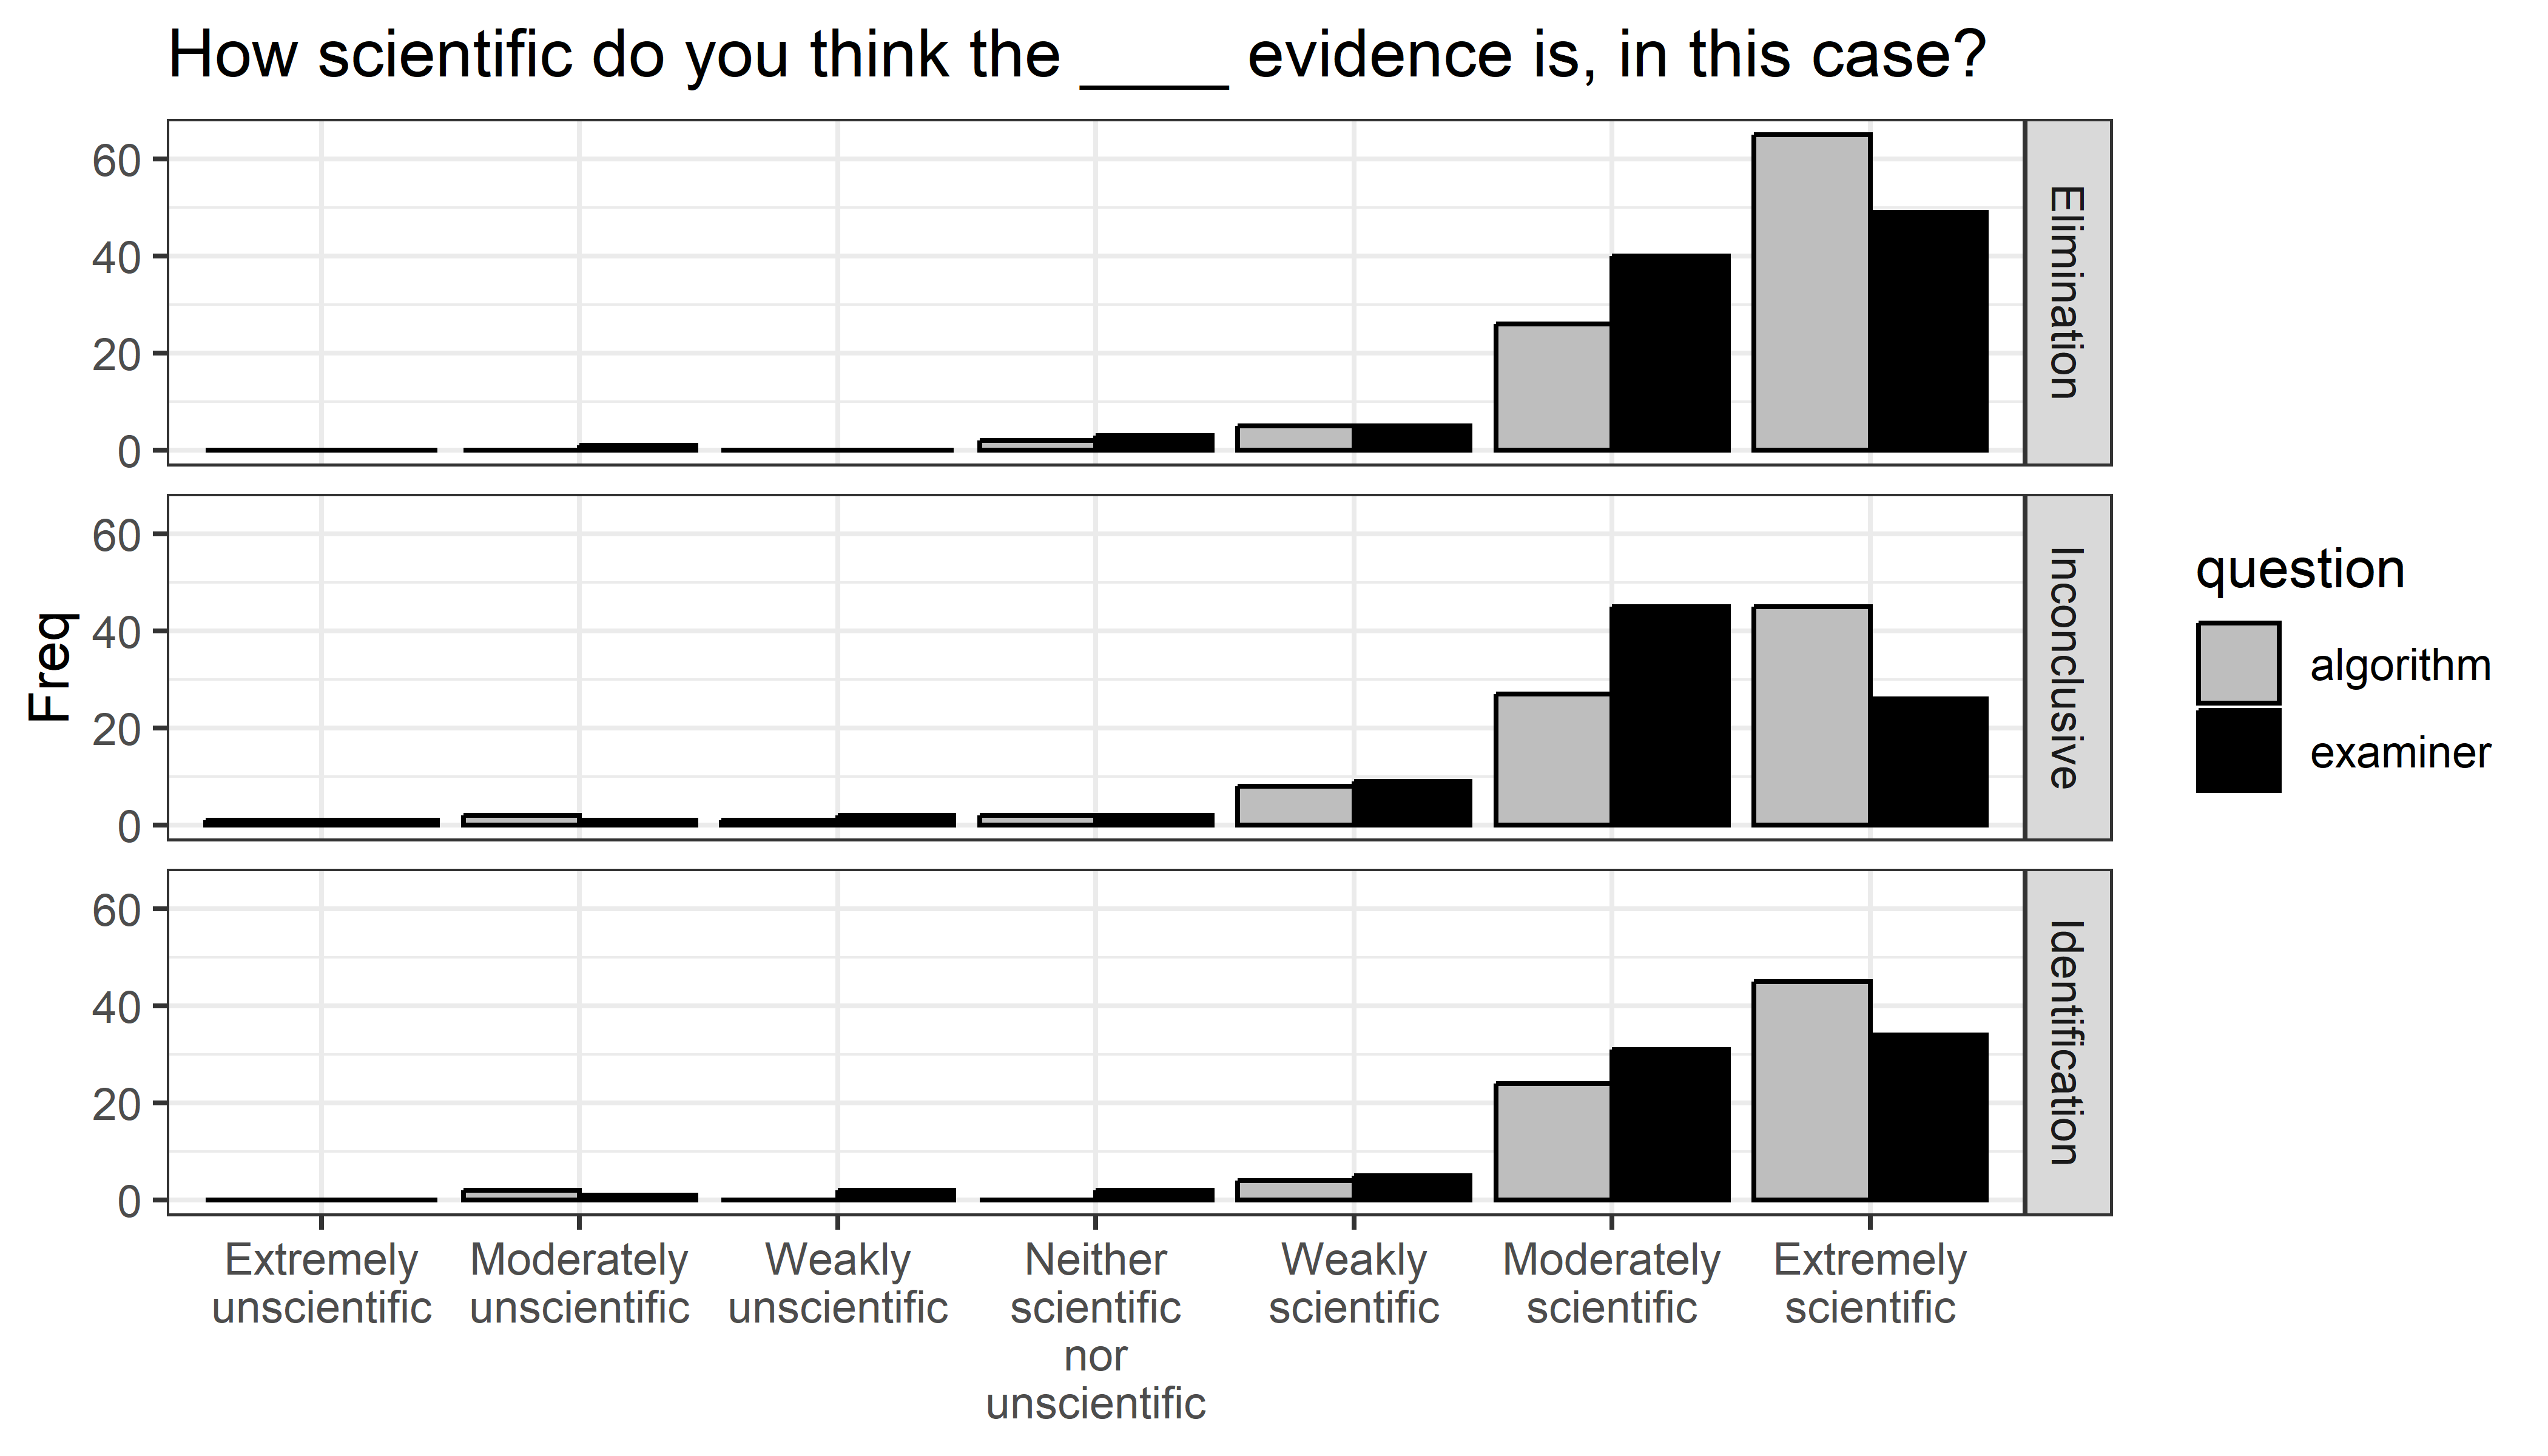 How scientific do you think the ____ evidence is, in this case?
60
40
20
0
Elimination
60
40
20
0
Inconclusive
60
40
20
0
Identification
Freq
Extremely
unscientific
Moderately
unscientific
Weakly
unscientific
Neither
scientific
nor
unscientific
Weakly
scientific
Moderately
scientific
Extremely
scientific
question
algorithm
examiner